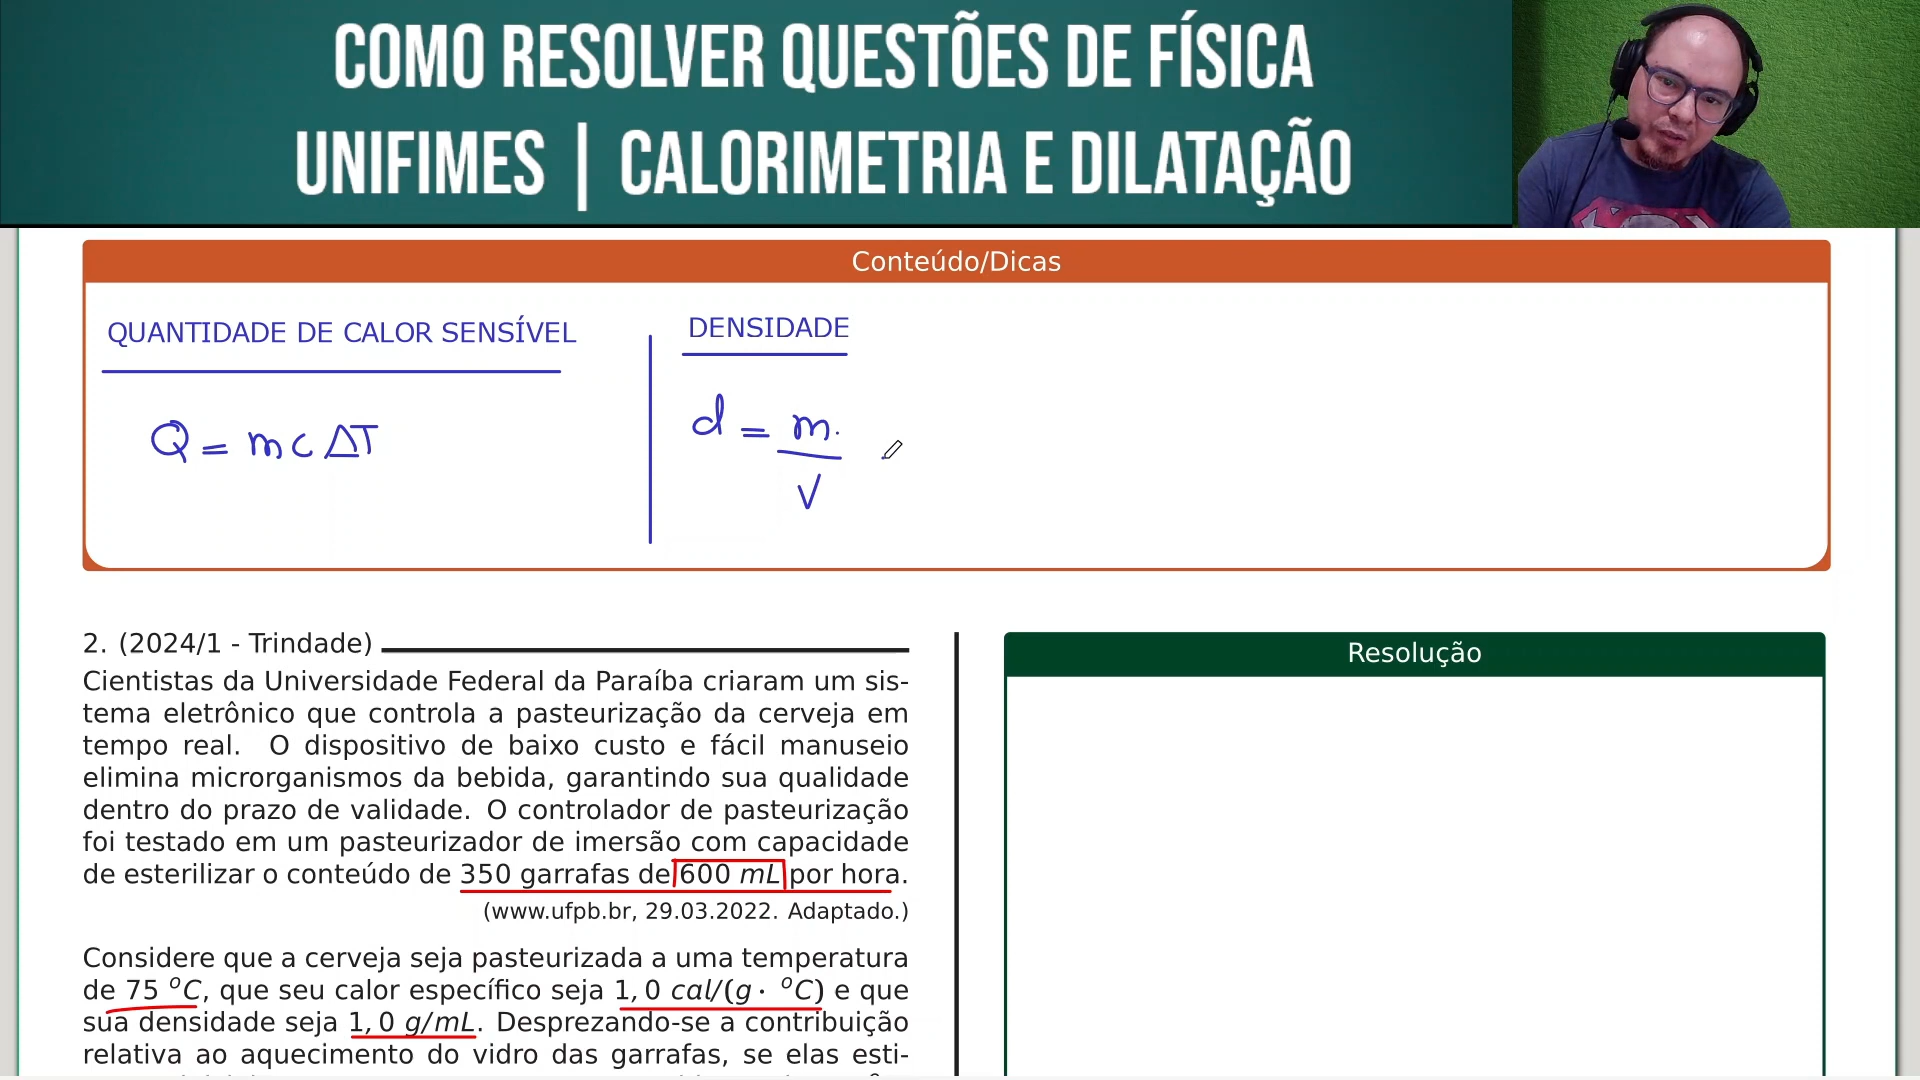 COMO RESOLVER QUESTÕES DE FÍSICA
UNIFIMES | CALORIMETRIA E DILATAÇÃO
Conteúdo/Dicas
QUANTIDADE DE CALOR SENSÍVEL
Q = mc ΔT
DENSIDADE
d = m
V
2. (2024/1 - Trindade)
Cientistas da Universidade Federal da Paraíba criaram um sis-
tema eletrônico que controla a pasteurização da cerveja em
tempo real. O dispositivo de baixo custo e fácil manuseio
elimina microrganismos da bebida, garantindo sua qualidade
dentro do prazo de validade. O controlador de pasteurização
foi testado em um pasteurizador de imersão com capacidade
de esterilizar o conteúdo de 350 garrafas de 600 mL por hora.
(www.ufpb.br, 29.03.2022. Adaptado.)
Considere que a cerveja seja pasteurizada a uma temperatura
de 75 °C, que seu calor específico seja 1,0 cal/(g · °C) e que
sua densidade seja 1,0 g/mL. Desprezando-se a contribuição
relativa ao aquecimento do vidro das garrafas, se elas esti-
Resolução